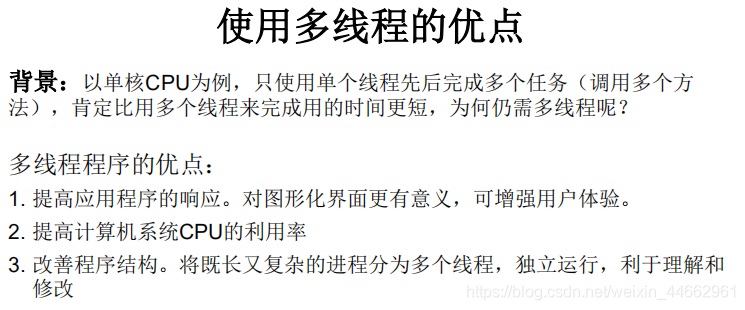 使用多线程的优点
背景：以单核CPU为例，只使用单个线程先后完成多个任务（调用多个方
法），肯定比用多个线程来完成用的时间更短，为何仍需多线程呢？
多线程程序的优点：
1. 提高应用程序的响应。对图形化界面更有意义，可增强用户体验。
2. 提高计算机系统CPU的利用率
3. 改善程序结构。将既长又复杂的进程分为多个线程，独立运行，利于理解和
修改
https://blog.csdn.net/weixin_44662961